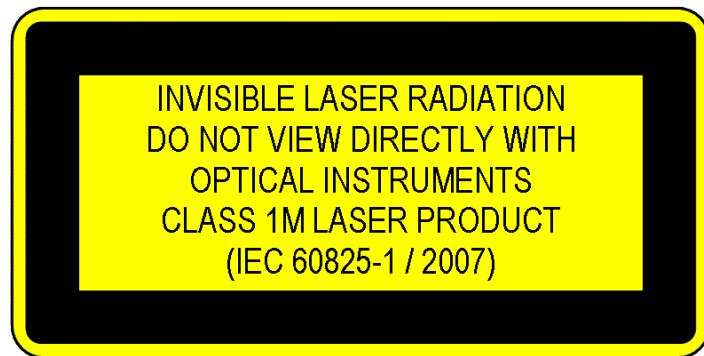 INVISIBLE LASER RADIATION
DO NOT VIEW DIRECTLY WITH
OPTICAL INSTRUMENTS
CLASS 1M LASER PRODUCT
(IEC 60825-1 / 2007)